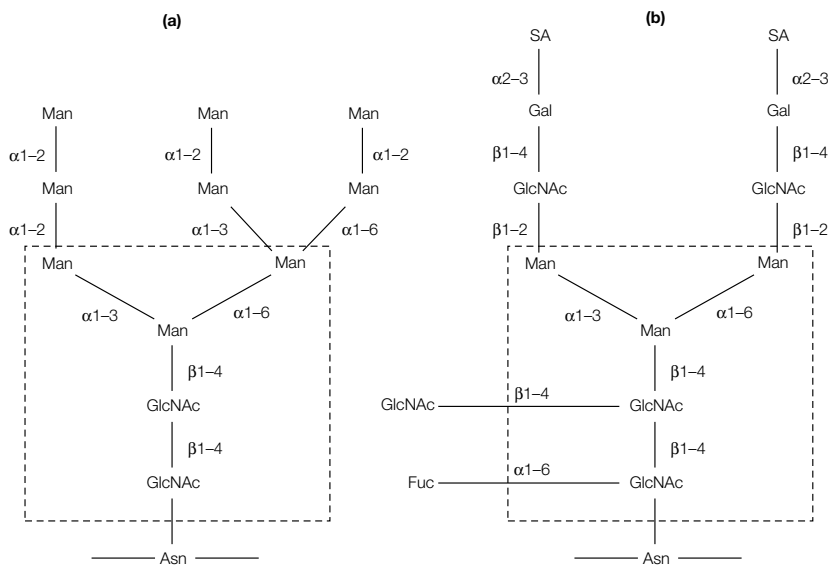 (a)
Man Man Man
α1–2 α1–2 α1–2
Man Man Man
α1–2 α1–3 α1–6
Man Man
α1–3 α1–6
Man
β1–4
GlcNAc
β1–4
GlcNAc
Asn
(b)
SA SA
α2–3 α2–3
Gal Gal
β1–4 β1–4
GlcNAc GlcNAc
β1–2 β1–2
Man Man
α1–3 α1–6
Man
β1–4
GlcNAc β1–4 GlcNAc
β1–4
Fuc α1–6 GlcNAc
Asn